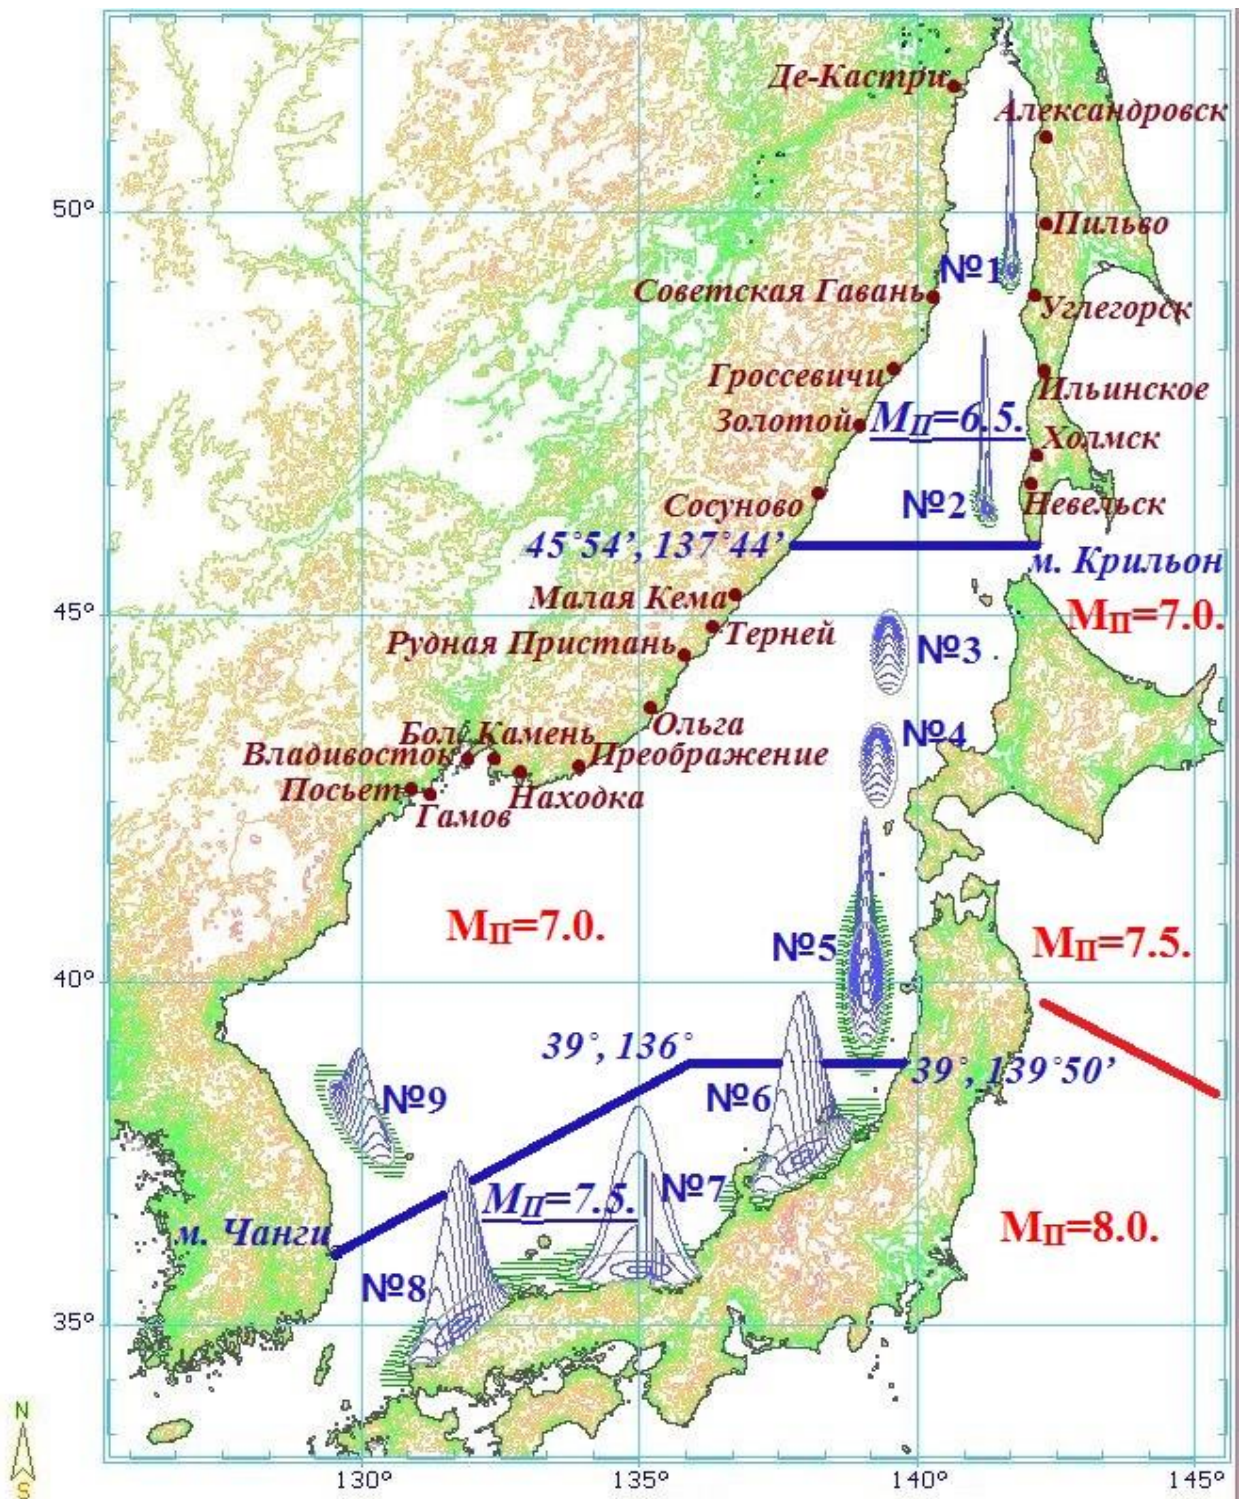 Де-Кастри
Александровск
50°
Пильво
№1
Советская Гавань
Углегорск
Гроссевичи
Ильинское
Золотой
MП=6.5.
Холмск
Сосуново
№2
Невельск
45°54’, 137°44’
м. Крильон
Малая Кема
MП=7.0.
45°
Терней
Рудная Пристань
№3
Ольга
Бол. Камень
№4
Владивосток
Преображение
Посьет
Находка
Гамов
MП=7.0.
№5
MП=7.5.
40°
39°, 136°
39°, 139°50’
№9
№6
№7
MП=7.5.
м. Чанги
MП=8.0.
№8
35°
N
S
130°
135°
140°
145°